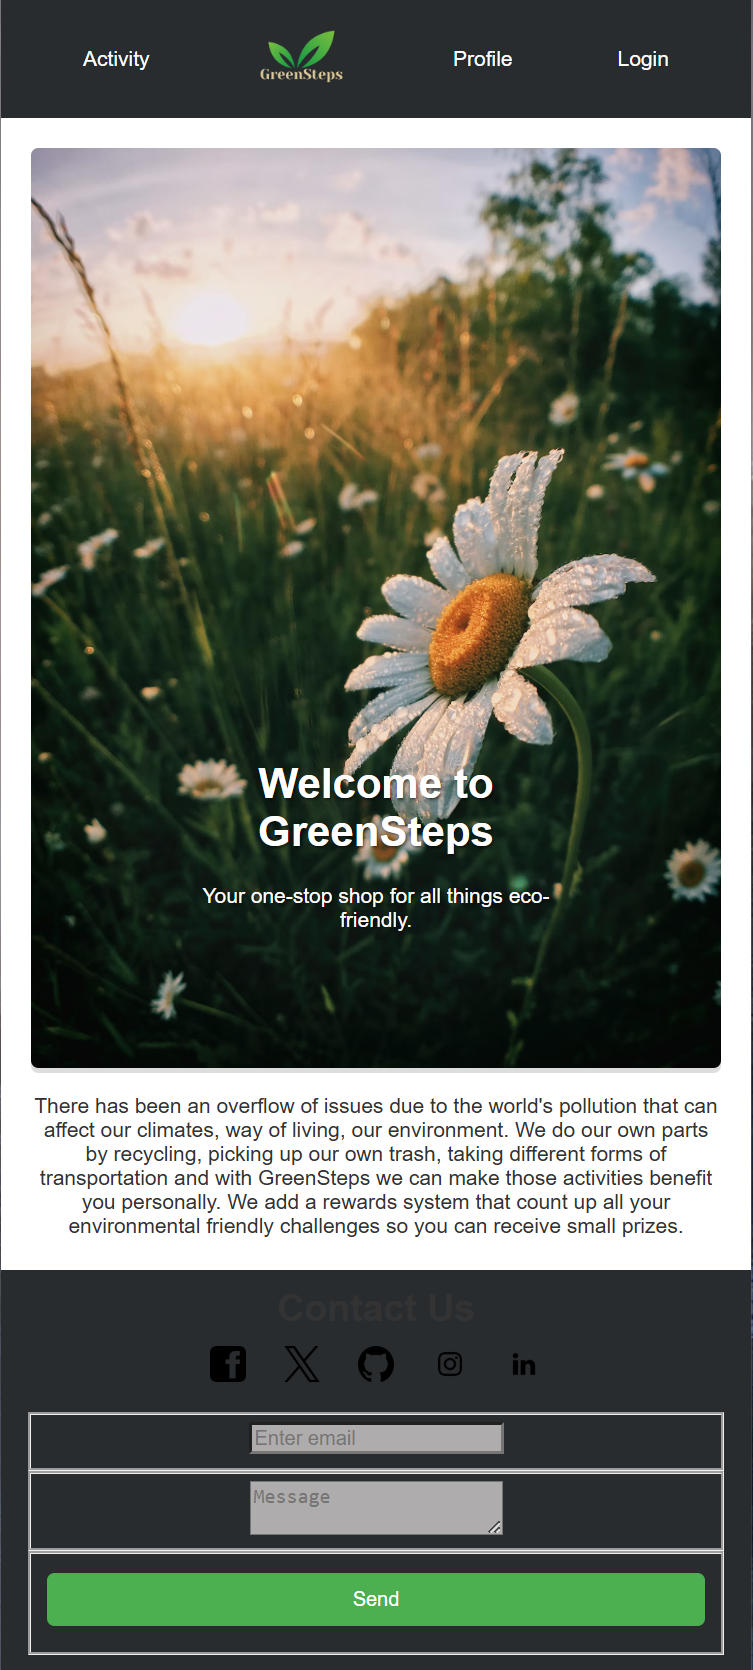 Activity
GreenSteps
Profile
Login
Welcome to
GreenSteps
Your one-stop shop for all things eco-
friendly.
There has been an overflow of issues due to the world's pollution that can
affect our climates, way of living, our environment. We do our own parts
by recycling, picking up our own trash, taking different forms of
transportation and with GreenSteps we can make those activities benefit
you personally. We add a rewards system that count up all your
environmental friendly challenges so you can receive small prizes.
Contact Us
Enter email
Message
Send